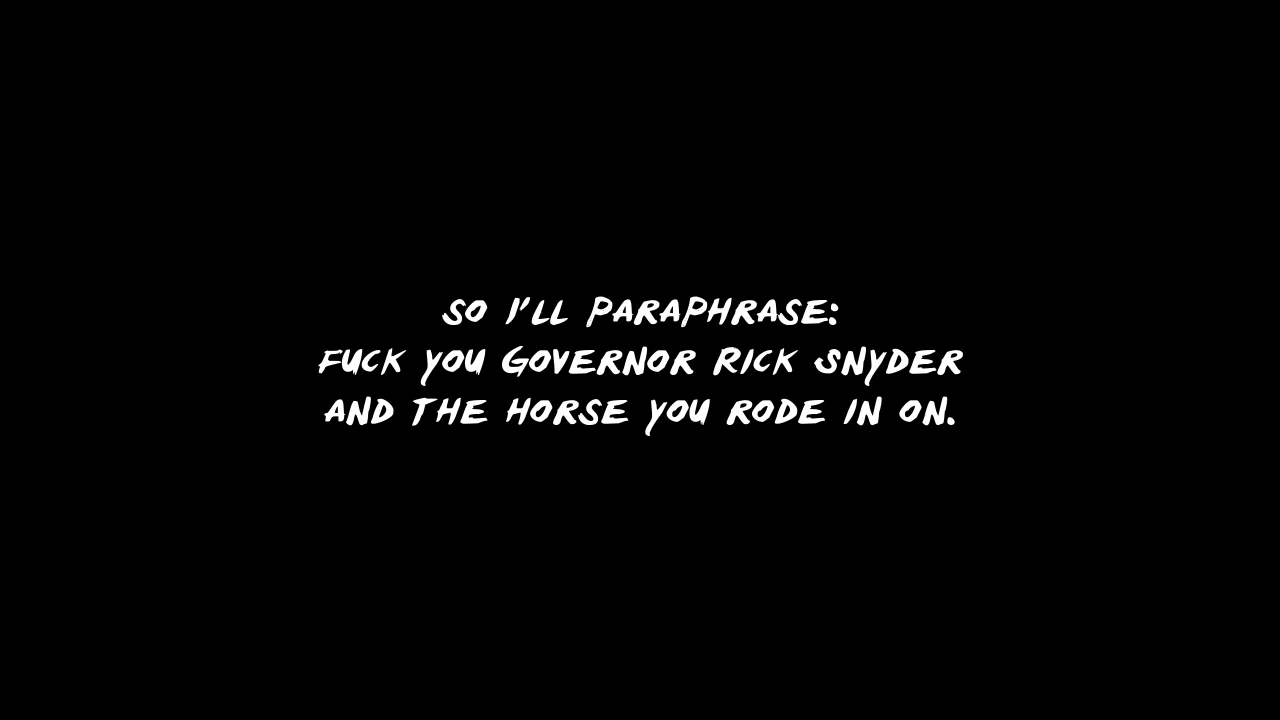 SO I'LL PARAPHRASE:
FUCK YOU GOVERNOR RICK SNYDER
AND THE HORSE YOU RODE IN ON.